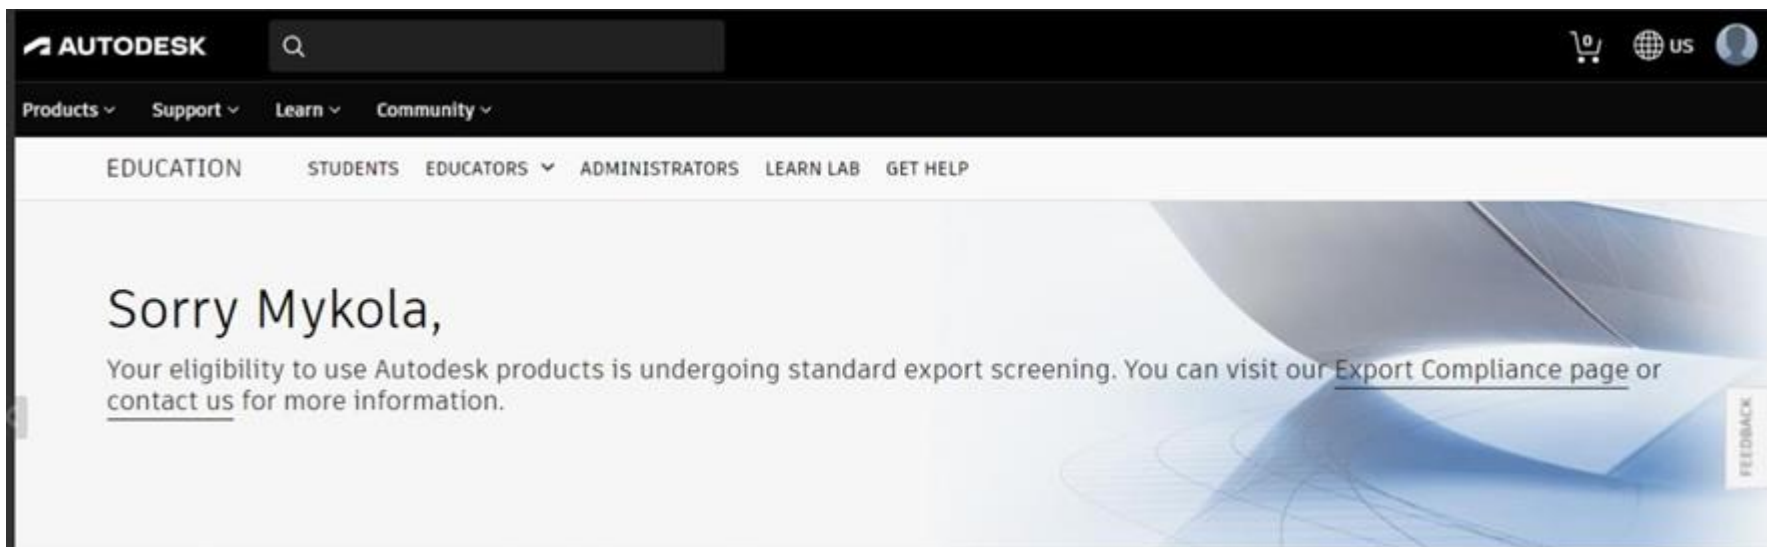 AUTODESK
0
US
Products
Support
Learn
Community
EDUCATION
STUDENTS
EDUCATORS
ADMINISTRATORS
LEARN LAB
GET HELP
Sorry Mykola,
Your eligibility to use Autodesk products is undergoing standard export screening. You can visit our Export Compliance page or
contact us for more information.
FEEDBACK